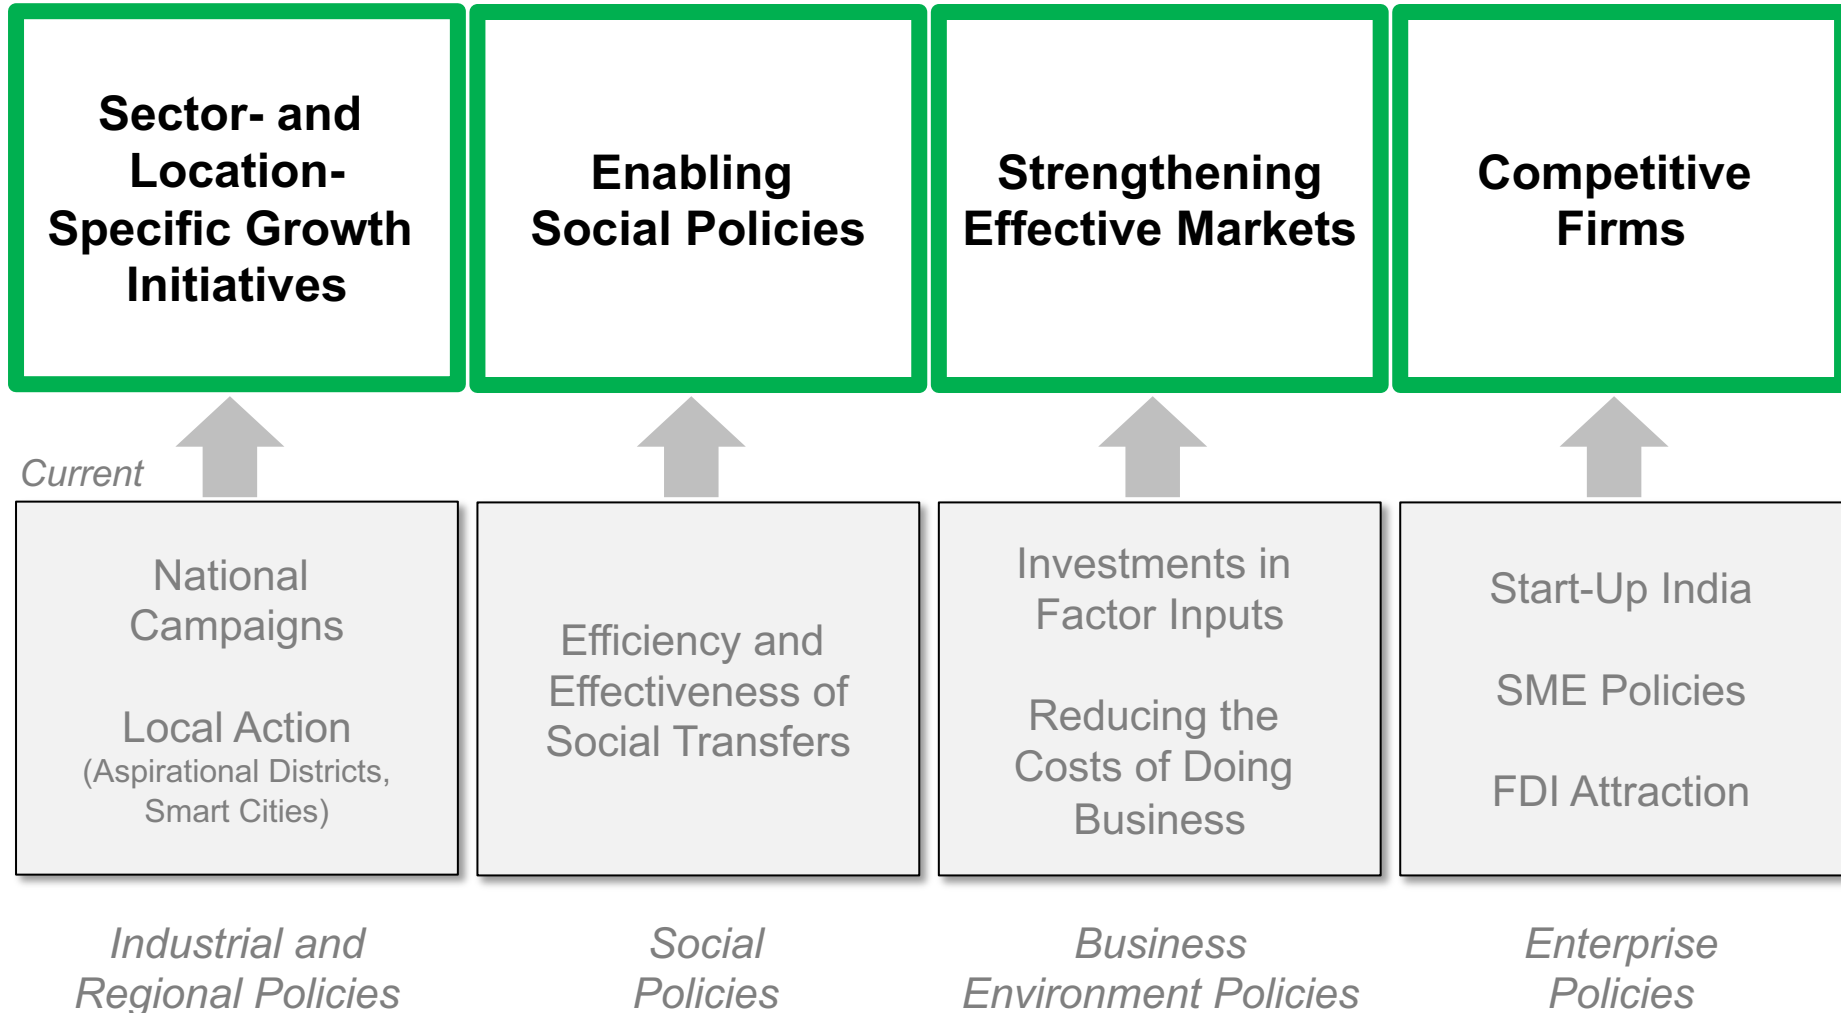 Sector- and
Location-
Specific Growth
Initiatives
Enabling
Social Policies
Strengthening
Effective Markets
Competitive
Firms
Current
National
Campaigns
Local Action
(Aspirational Districts,
Smart Cities)
Efficiency and
Effectiveness of
Social Transfers
Investments in
Factor Inputs
Reducing the
Costs of Doing
Business
Start-Up India
SME Policies
FDI Attraction
Industrial and
Regional Policies
Social
Policies
Business
Environment Policies
Enterprise
Policies